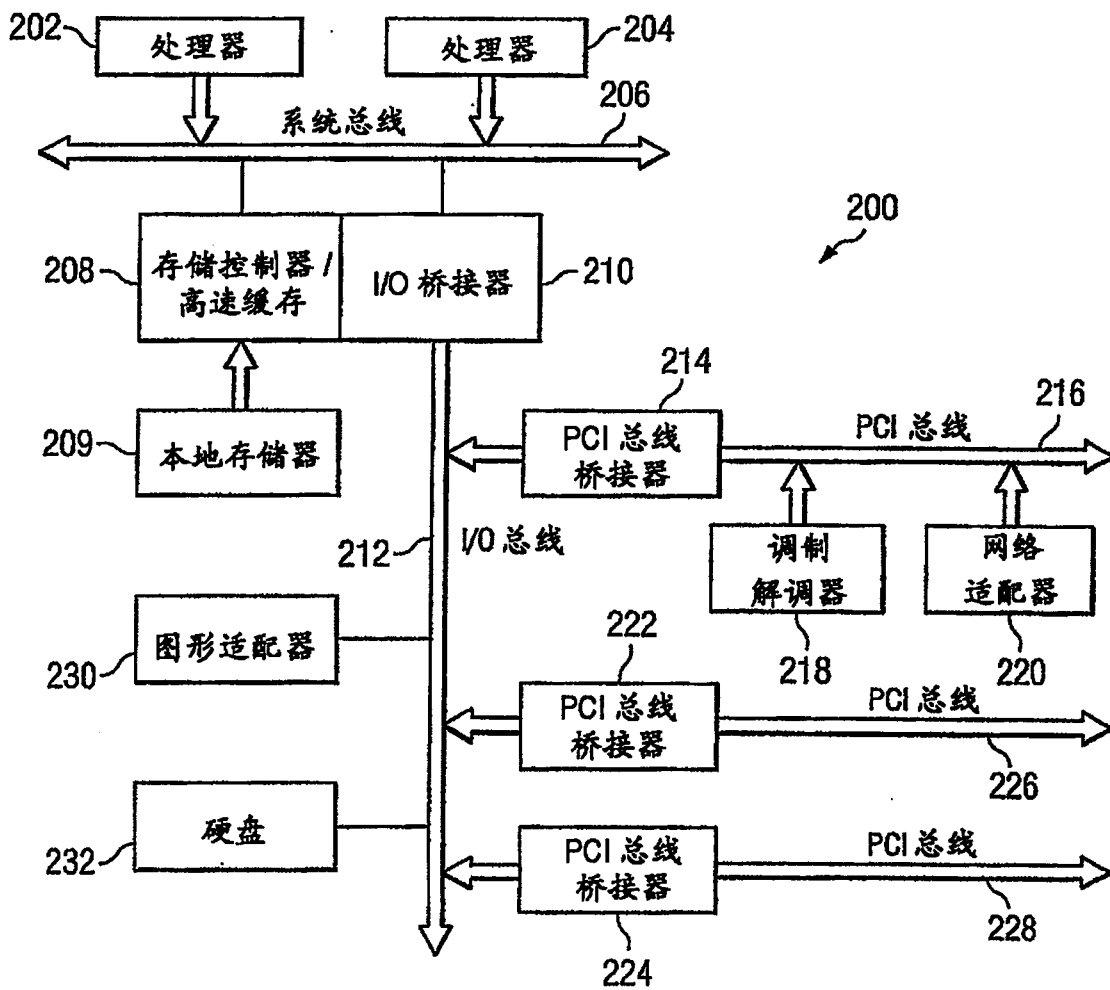 202
处理器
处理器
204
系统总线
206
200
208
存储控制器 /
高速缓存
I/O 桥接器
210
209
本地存储器
214
PCI 总线
桥接器
PCI 总线
216
212
I/O 总线
调制
解调器
网络
适配器
218
220
图形适配器
230
222
PCI 总线
桥接器
PCI 总线
226
硬盘
232
PCI 总线
桥接器
224
PCI 总线
228